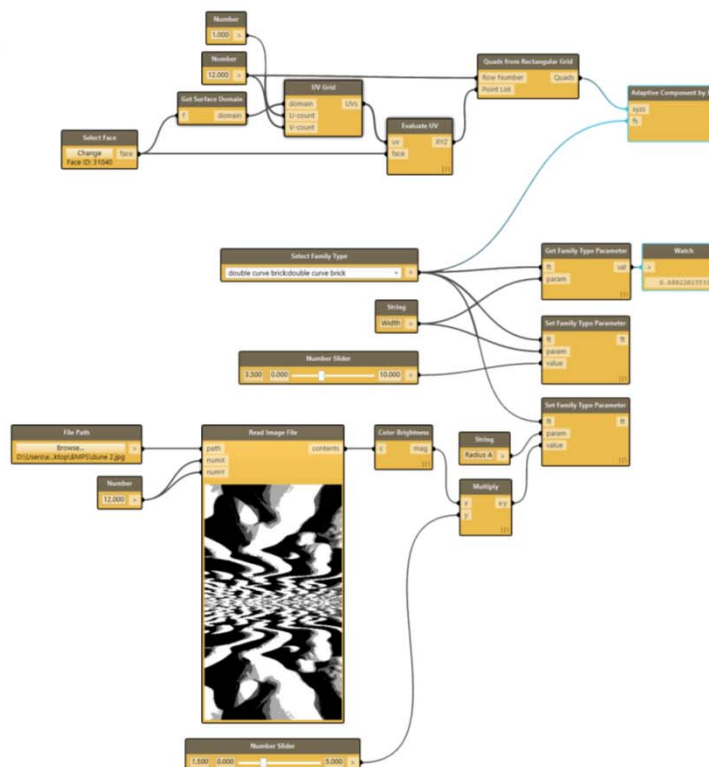 Number
1.000 >
Number
12.000 >
Get Surface Domain
f domain
Select Face
Change face
Face ID: 31040
UV Grid
domain UVs
U-count
V-count
Evaluate UV
uv XYZ
face
Quads from Rectangular Grid
Row Number Quads
Point List
Adaptive Component by
xyzs
fs
Select Family Type
double curve brick:double curve brick >
Get Family Type Parameter
ft val
param
Watch
>
String
Width >
Set Family Type Parameter
ft ft
param
value
Number Slider
3.500 0.000 10.000 >
Set Family Type Parameter
ft ft
param
value
File Path
Browse... >
Read Image File
path contents
numX
numY
Number
12.000 >
Color Brightness
c mag
String
Radius A >
Multiply
x x·y
y
Number Slider
1.500 0.000 5.000 >